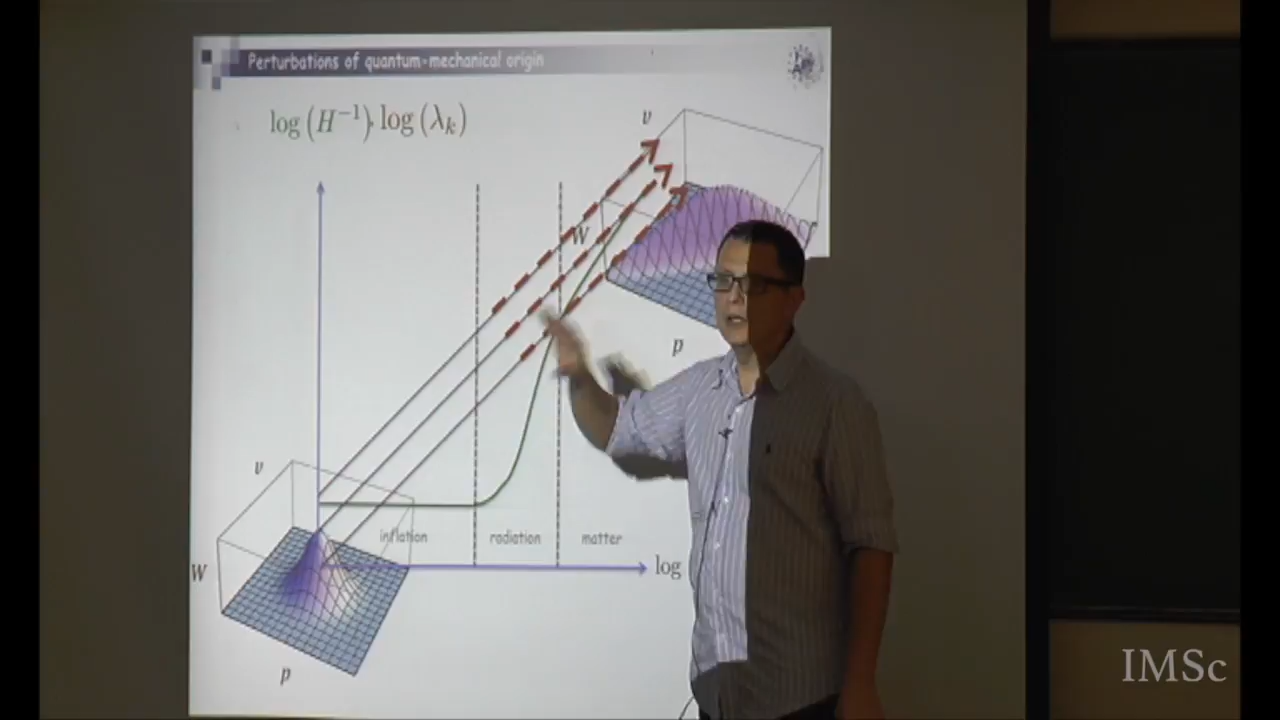 Perturbations of quantum-mechanical origin
log(H⁻¹), log(λₖ)
v
W
p
v
W
p
inflation radiation matter
log
IMSc